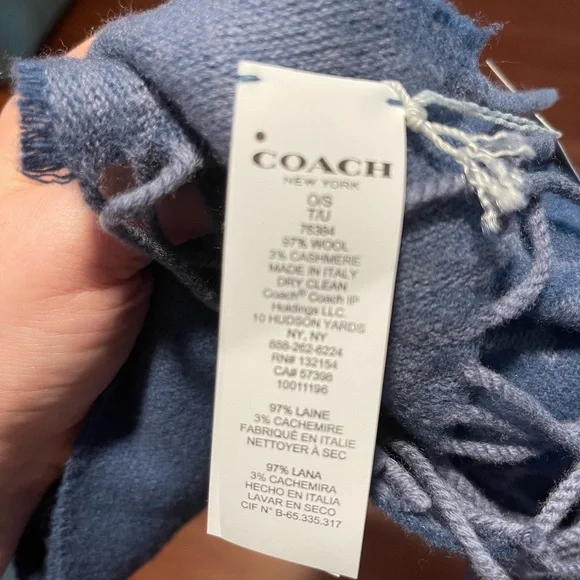 COACH
NEW YORK
O/S
T/U
76384
97% WOOL
3% CASHMERE
MADE IN ITALY
DRY CLEAN
Coach® Coach IP
Holdings LLC.
10 HUDSON YARDS
NY, NY
888-262-6224
RN# 132154
CA# 57398
10011196
97% LAINE
3% CACHEMIRE
FABRIQUÉ EN ITALIE
NETTOYER À SEC
97% LANA
3% CACHEMIRA
HECHO EN ITALIA
LAVAR EN SECO
CIF N° B-65.335.317